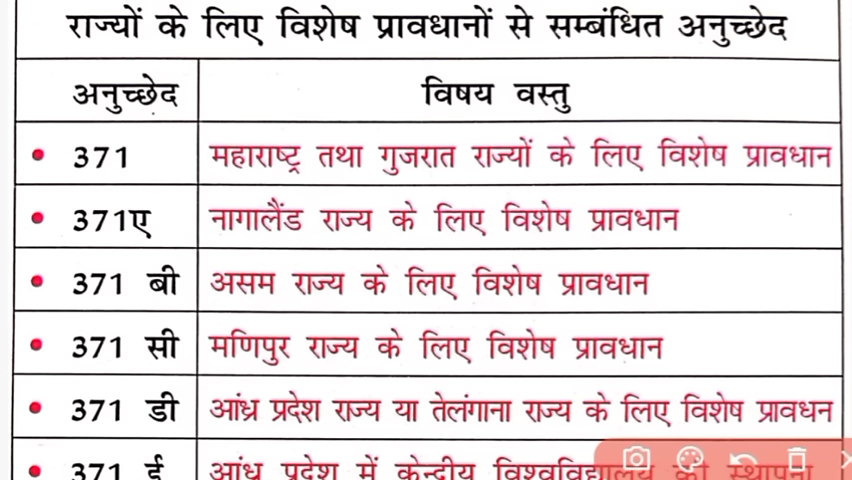 राज्यों के लिए विशेष प्रावधानों से सम्बंधित अनुच्छेद
अनुच्छेद विषय वस्तु
• 371 महाराष्ट्र तथा गुजरात राज्यों के लिए विशेष प्रावधान
• 371ए नागालैंड राज्य के लिए विशेष प्रावधान
• 371 बी असम राज्य के लिए विशेष प्रावधान
• 371 सी मणिपुर राज्य के लिए विशेष प्रावधान
• 371 डी आंध्र प्रदेश राज्य या तेलंगाना राज्य के लिए विशेष प्रावधन
• 371 ई आंध्र प्रदेश में केन्द्रीय विश्वविद्यालय की स्थापना